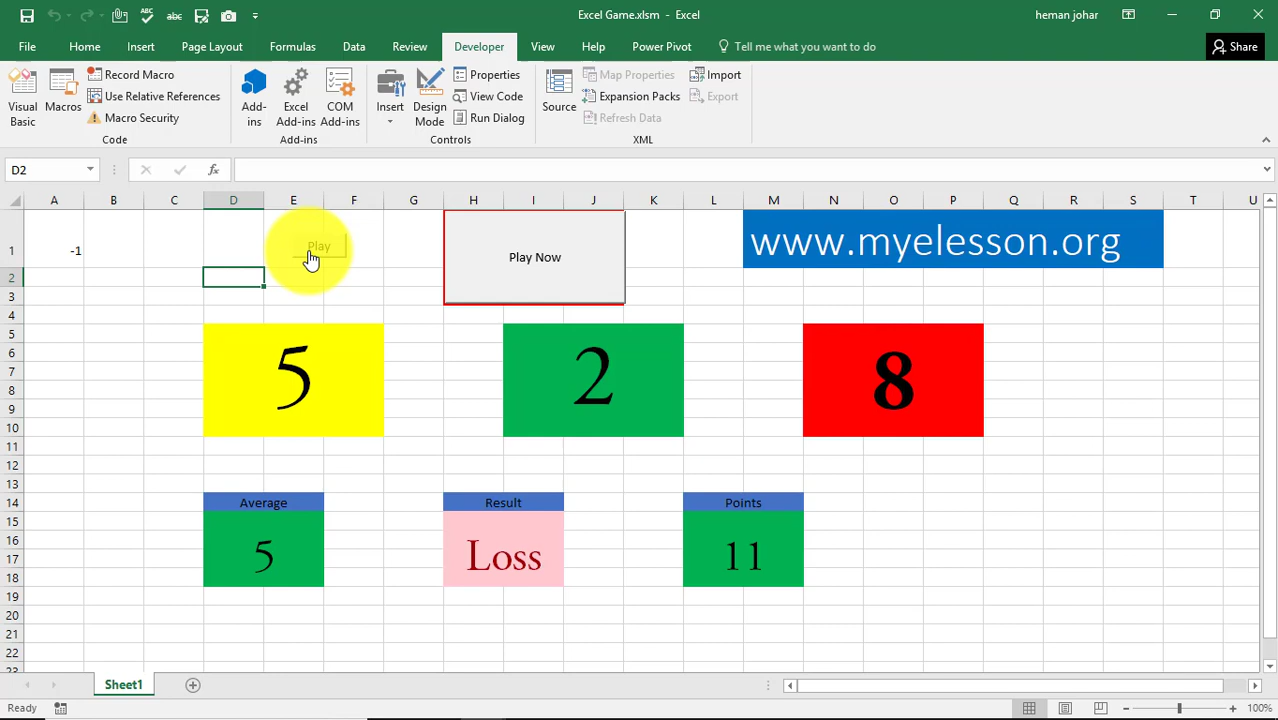 Excel Game.xlsm - Excel
heman johar
File Home Insert Page Layout Formulas Data Review Developer View Help Power Pivot Tell me what you want to do Share
Visual Basic
Macros
Record Macro
Use Relative References
Macro Security
Code
Add-ins
Excel Add-ins
COM Add-ins
Add-ins
Insert
Design Mode
Properties
View Code
Run Dialog
Controls
Source
Map Properties
Expansion Packs
Refresh Data
Import
Export
XML
D2 fx
A B C D E F G H I J K L M N O P Q R S T U
1 -1 Play Play Now www.myelesson.org
2
3
4
5
6
7 5 2 8
8
9
10
11
12
13
14 Average Result Points
15
16
17 5 Loss 11
18
19
20
21
22
23
Sheet1
Ready 100%